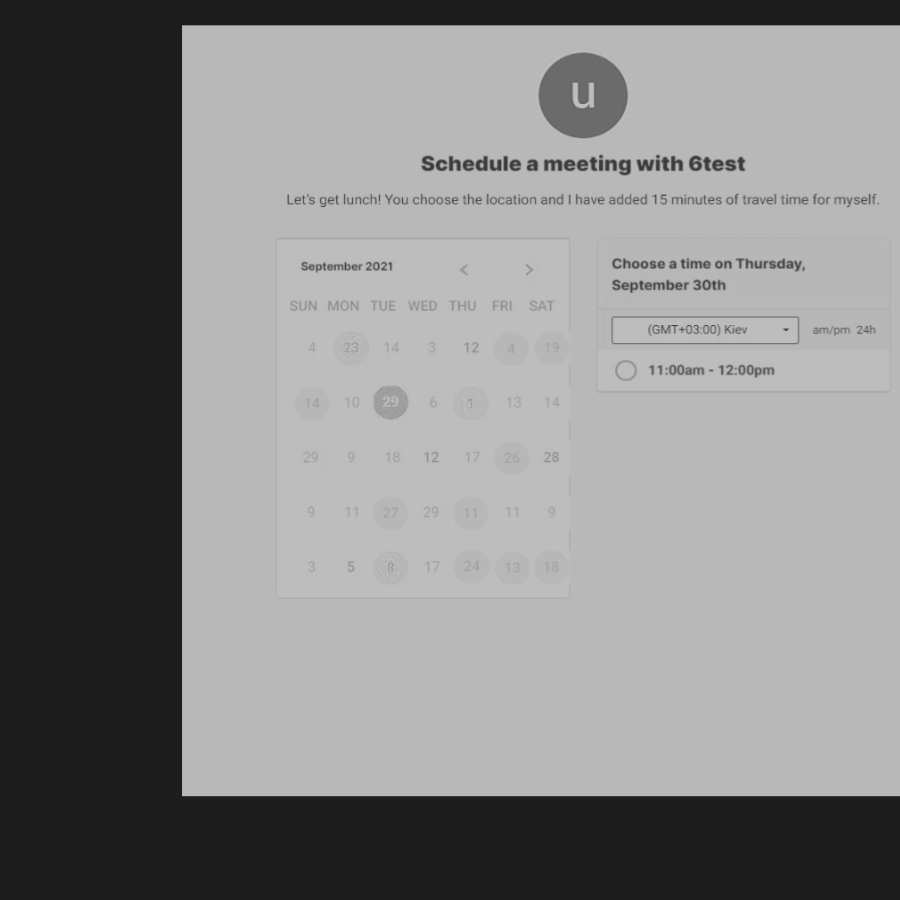 u
Schedule a meeting with 6test
Let's get lunch! You choose the location and I have added 15 minutes of travel time for myself.
September 2021 < >
SUN MON TUE WED THU FRI SAT
4 23 14 3 12 4 19
14 10 29 6 1 13 14
29 9 18 12 17 26 28
9 11 27 29 11 11 9
3 5 8 17 24 13 18
Choose a time on Thursday,
September 30th
(GMT+03:00) Kiev am/pm 24h
11:00am - 12:00pm